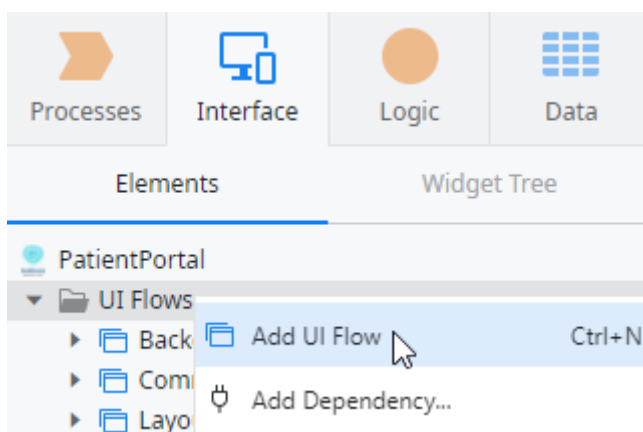 Processes Interface Logic Data
Elements Widget Tree
PatientPortal
UI Flows
Add UI Flow Ctrl+N
Add Dependency...